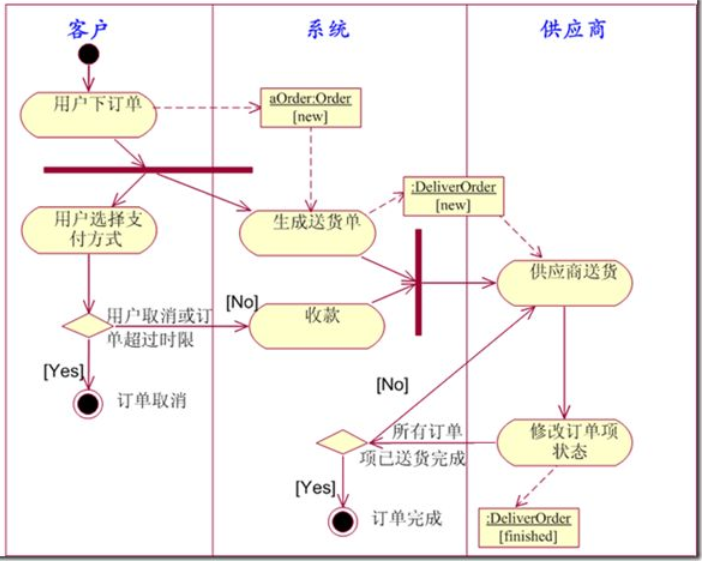 客户
系统
供应商
用户下订单
aOrder:Order
[new]
:DeliverOrder
[new]
用户选择支
付方式
生成送货单
供应商送货
[No]
用户取消或订
单超过时限
收款
[Yes]
订单取消
[No]
所有订单
项已送货完成
修改订单项
状态
[Yes]
订单完成
:DeliverOrder
[finished]